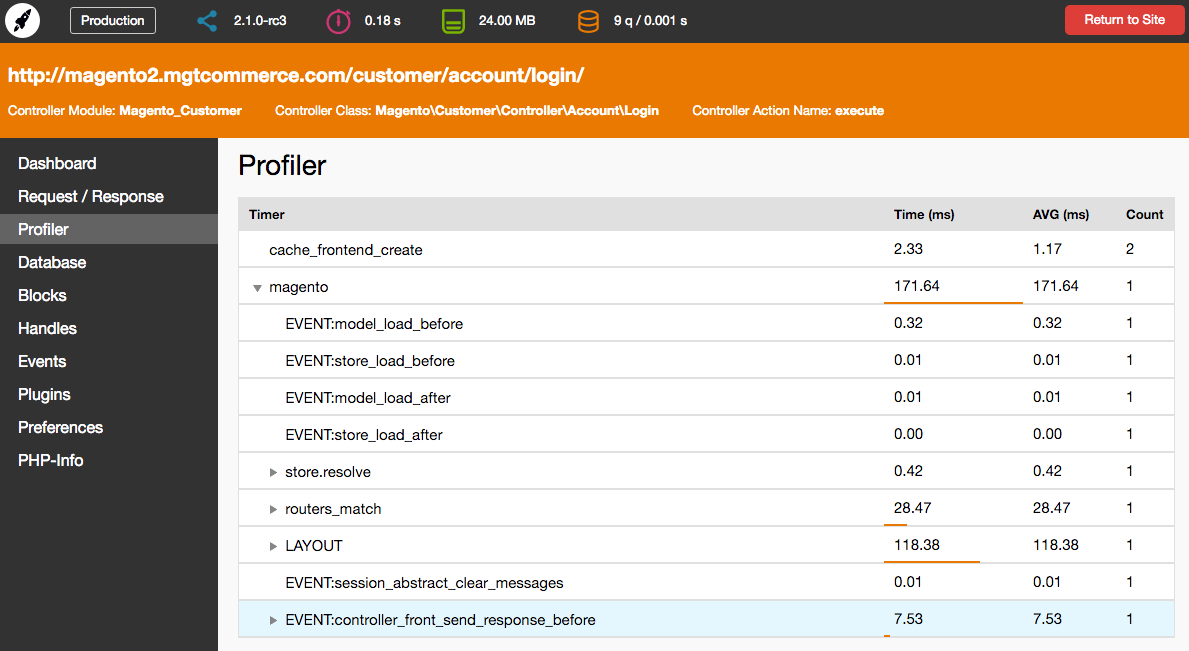 Production 2.1.0-rc3 0.18 s 24.00 MB 9 q / 0.001 s Return to Site
http://magento2.mgtcommerce.com/customer/account/login/
Controller Module: Magento_Customer Controller Class: Magento\Customer\Controller\Account\Login Controller Action Name: execute
Dashboard
Request / Response
Profiler
Database
Blocks
Handles
Events
Plugins
Preferences
PHP-Info
Profiler
Timer Time (ms) AVG (ms) Count
cache_frontend_create 2.33 1.17 2
magento 171.64 171.64 1
EVENT:model_load_before 0.32 0.32 1
EVENT:store_load_before 0.01 0.01 1
EVENT:model_load_after 0.01 0.01 1
EVENT:store_load_after 0.00 0.00 1
store.resolve 0.42 0.42 1
routers_match 28.47 28.47 1
LAYOUT 118.38 118.38 1
EVENT:session_abstract_clear_messages 0.01 0.01 1
EVENT:controller_front_send_response_before 7.53 7.53 1